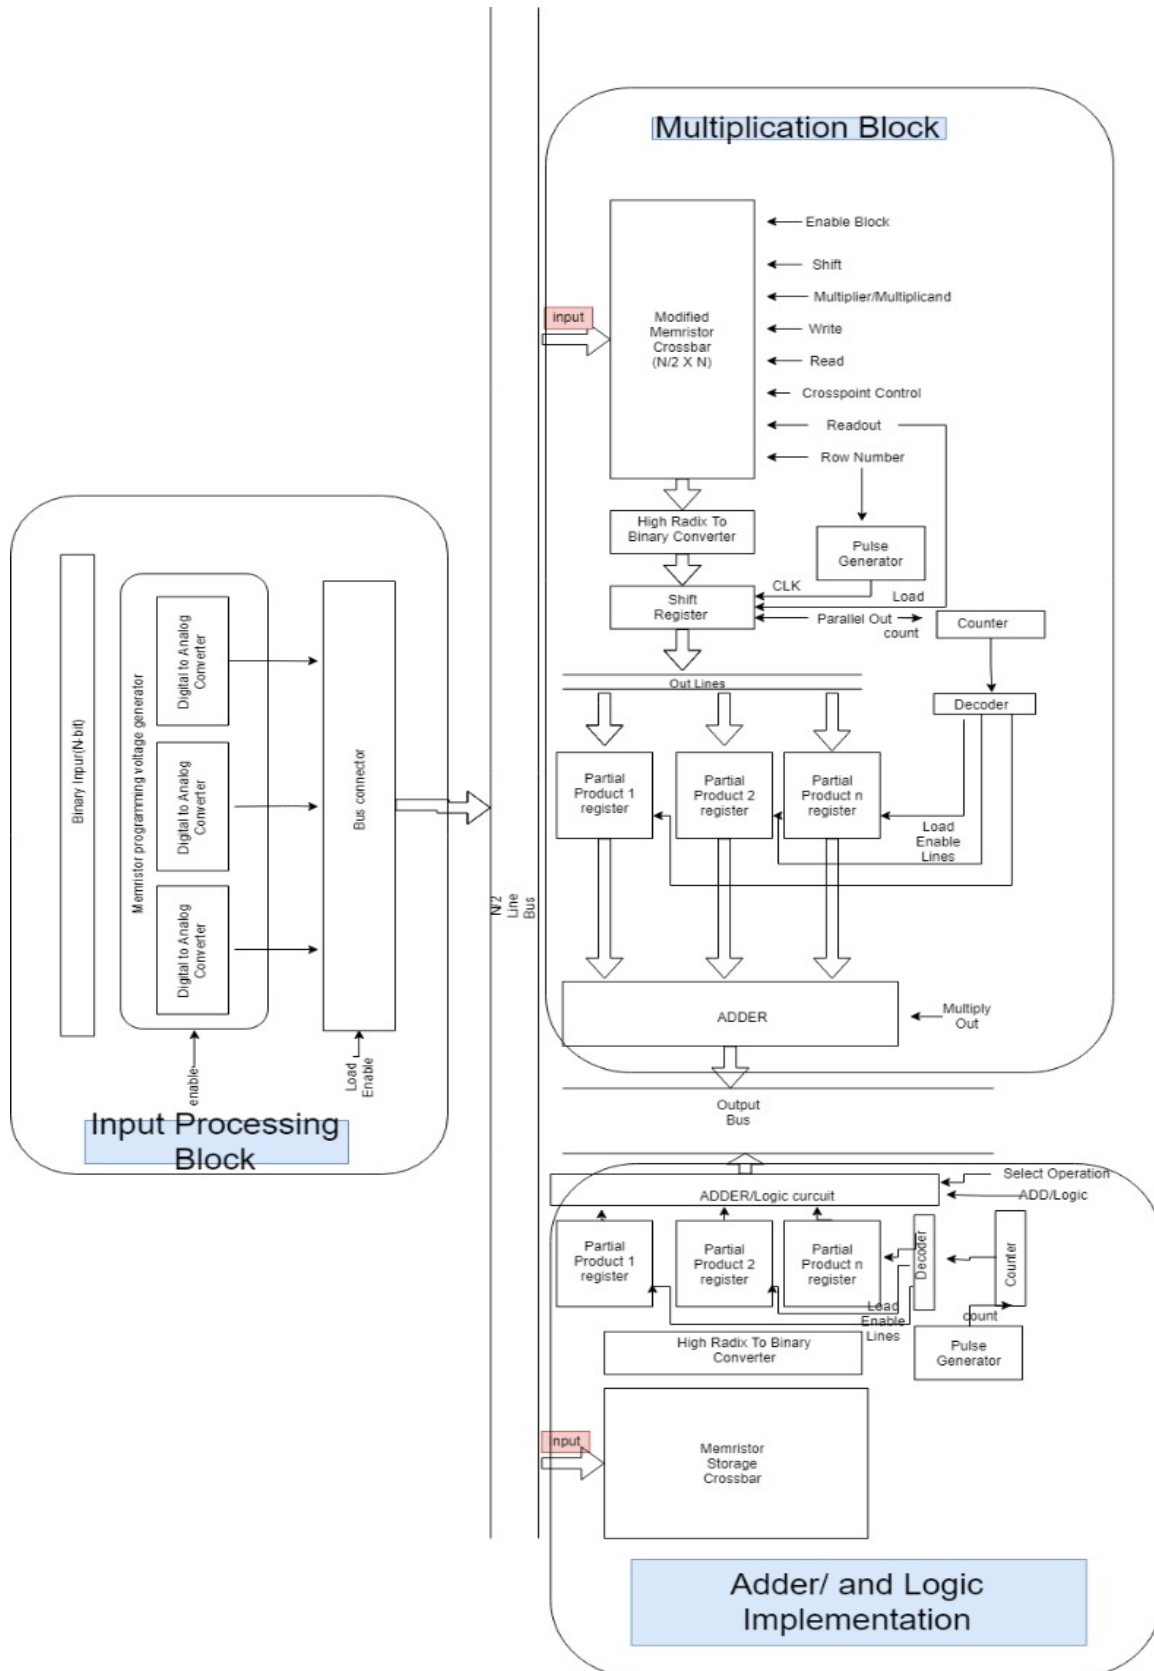 Multiplication Block
Enable Block
Shift
Multiplier/Multiplicand
Write
Read
Crosspoint Control
Readout
Row Number
input
Modified
Memristor
Crossbar
(N/2 X N)
High Radix To
Binary Converter
Pulse
Generator
CLK
Load
Shift
Register
Parallel Out
count
Counter
Out Lines
Decoder
Partial
Product 1
register
Partial
Product 2
register
Partial
Product n
register
Load
Enable
Lines
ADDER
Multiply
Out
Output
Bus
Binary Inpur(N-bit)
Memristor programming voltage generator
Digital to Analog
Converter
Digital to Analog
Converter
Digital to Analog
Converter
Bus connector
enable
Load
Enable
Input Processing
Block
N/2
Line
Bus
Select Operation
ADD/Logic
ADDER/Logic curcuit
Partial
Product 1
register
Partial
Product 2
register
Partial
Product n
register
Decoder
Counter
Load
Enable
Lines
count
Pulse
Generator
High Radix To Binary
Converter
Input
Memristor
Storage
Crossbar
Adder/ and Logic
Implementation